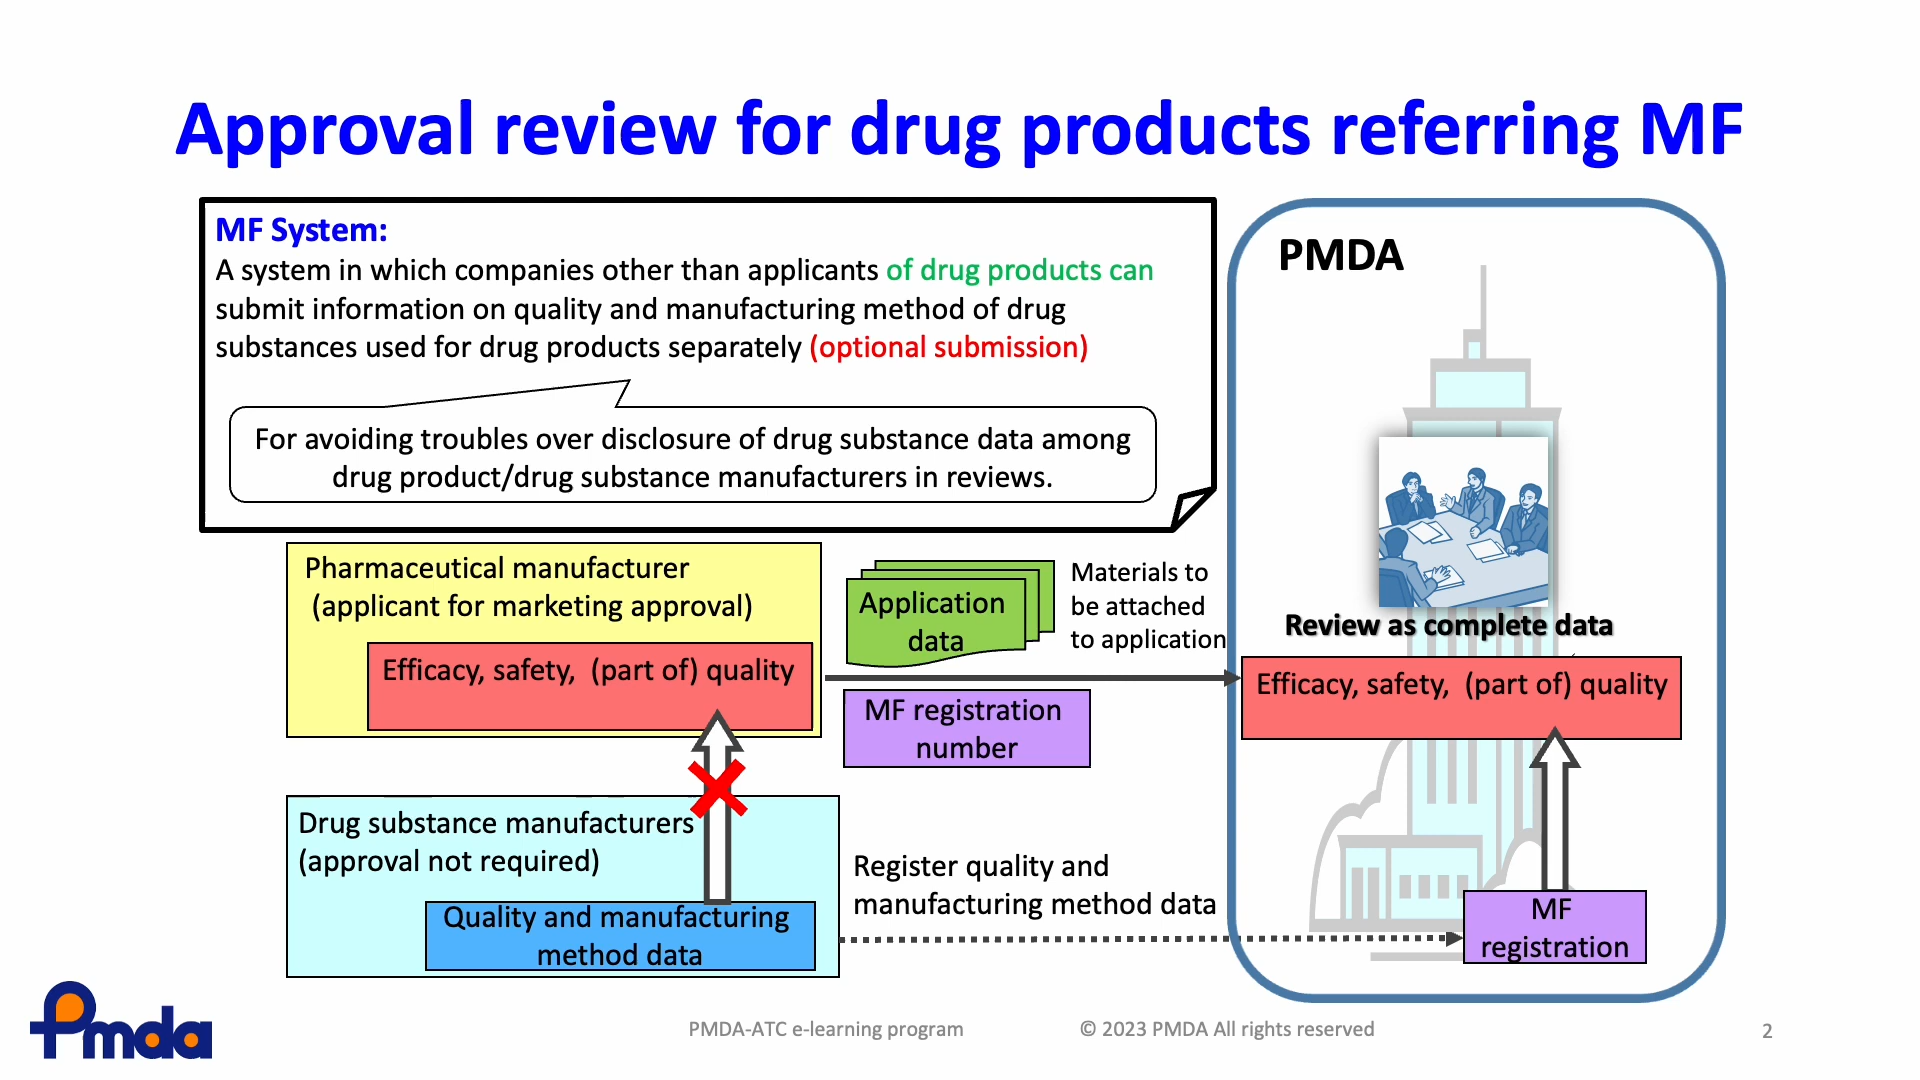 Approval review for drug products referring MF
MF System:
A system in which companies other than applicants of drug products can
submit information on quality and manufacturing method of drug
substances used for drug products separately (optional submission)
For avoiding troubles over disclosure of drug substance data among
drug product/drug substance manufacturers in reviews.
Pharmaceutical manufacturer
(applicant for marketing approval)
Efficacy, safety, (part of) quality
Application
data
Materials to
be attached
to application
MF registration
number
Drug substance manufacturers
(approval not required)
Quality and manufacturing
method data
Register quality and
manufacturing method data
PMDA
Review as complete data
Efficacy, safety, (part of) quality
MF
registration
Pmda
PMDA-ATC e-learning program
© 2023 PMDA All rights reserved
2